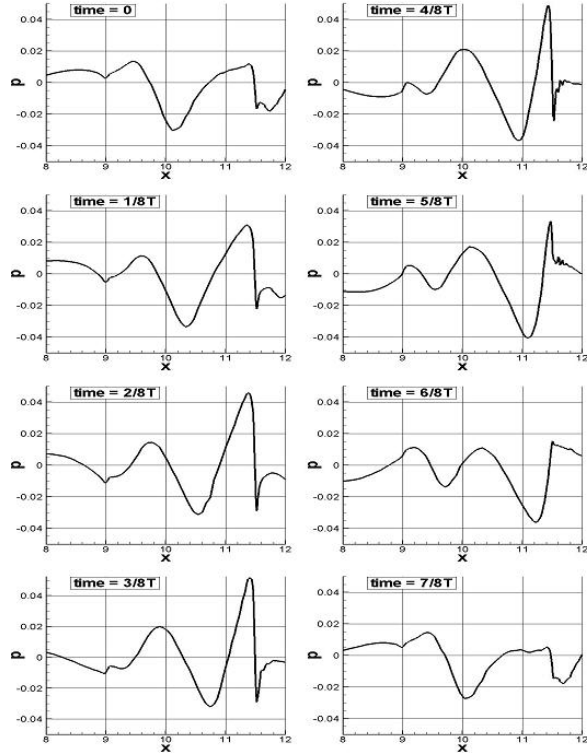 time = 0
0.04
0.02
0
-0.02
-0.04
p
8 9 10 11 12
x
time = 4/8T
0.04
0.02
0
-0.02
-0.04
p
8 9 10 11 12
x
time = 1/8T
0.04
0.02
0
-0.02
-0.04
p
8 9 10 11 12
x
time = 5/8T
0.04
0.02
0
-0.02
-0.04
p
8 9 10 11 12
x
time = 2/8T
0.04
0.02
0
-0.02
-0.04
p
8 9 10 11 12
x
time = 6/8T
0.04
0.02
0
-0.02
-0.04
p
8 9 10 11 12
x
time = 3/8T
0.04
0.02
0
-0.02
-0.04
p
8 9 10 11 12
x
time = 7/8T
0.04
0.02
0
-0.02
-0.04
p
8 9 10 11 12
x